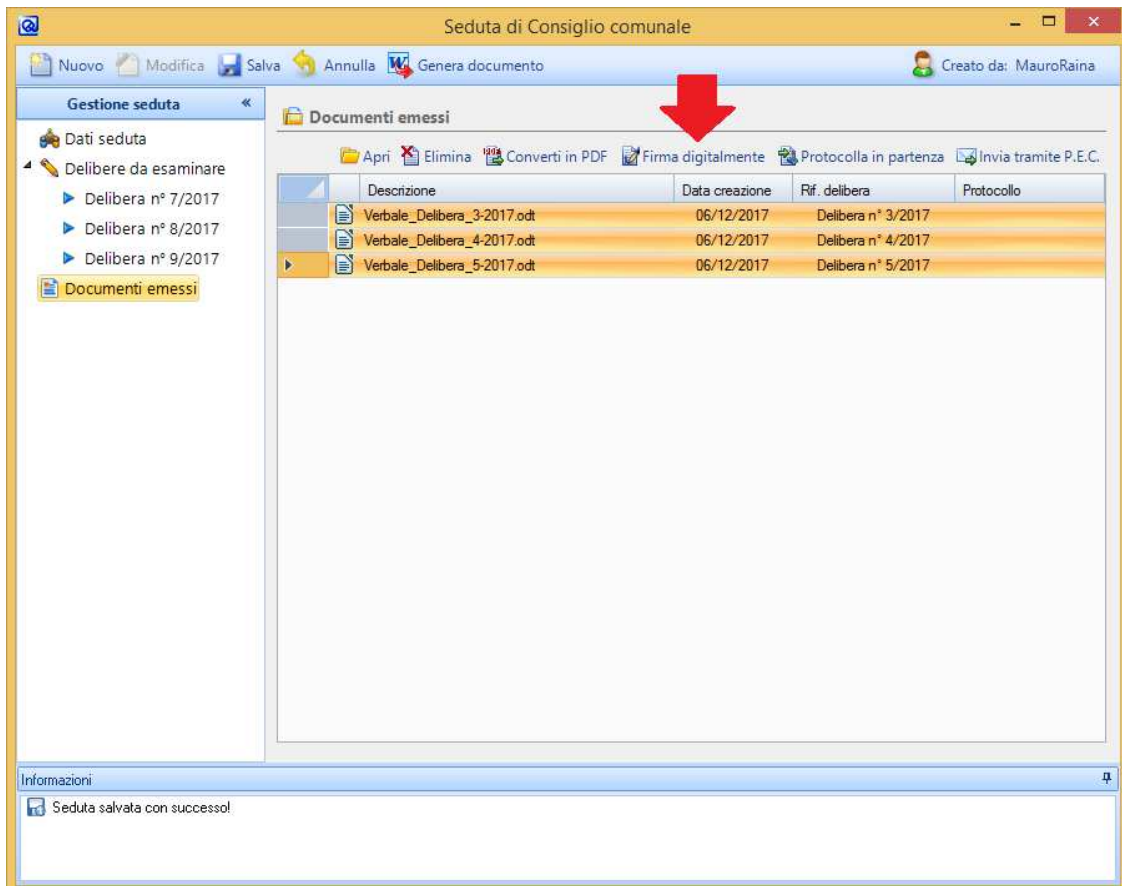 Seduta di Consiglio comunale
Nuovo Modifica Salva Annulla Genera documento Creato da: MauroRaina
Gestione seduta «
Dati seduta
Delibere da esaminare
Delibera nº 7/2017
Delibera nº 8/2017
Delibera nº 9/2017
Documenti emessi
Documenti emessi
Apri Elimina Converti in PDF Firma digitalmente Protocolla in partenza Invia tramite P.E.C.
Descrizione Data creazione Rif. delibera Protocollo
Verbale_Delibera_3-2017.odt 06/12/2017 Delibera n° 3/2017
Verbale_Delibera_4-2017.odt 06/12/2017 Delibera n° 4/2017
Verbale_Delibera_5-2017.odt 06/12/2017 Delibera n° 5/2017
Informazioni
Seduta salvata con successo!